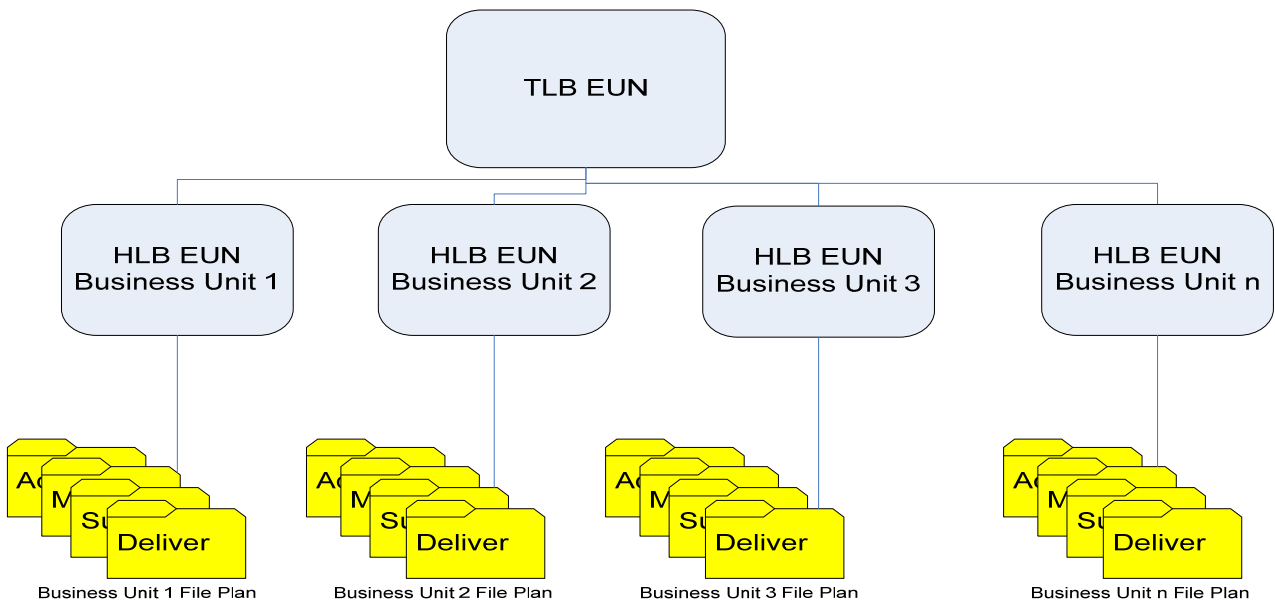 TLB EUN
HLB EUN
Business Unit 1
HLB EUN
Business Unit 2
HLB EUN
Business Unit 3
HLB EUN
Business Unit n
Deliver
Business Unit 1 File Plan
Deliver
Business Unit 2 File Plan
Deliver
Business Unit 3 File Plan
Deliver
Business Unit n File Plan